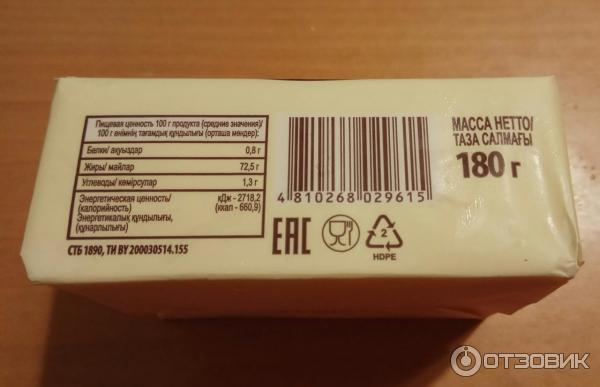 Пищевая ценность 100 г продукта (средние значения)/
100 г өнімнің тағамдық құндылығы (орташа мәндер):
Белки/ ақуыздар 0,8 г
Жиры/ майлар 72,5 г
Углеводы/ көмірсулар 1,3 г
Энергетическая ценность/ кДж - 2718,2
(калорийность) (ккал - 660,9)
Энергетикалық құндылығы,
(құнарлылығы)
СТБ 1890, ТИ BY 200030514.155
4 810268 029615
EAC
2
HDPE
МАССА НЕТТО/
ТАЗА САЛМАҒЫ
180 г
ОТЗОВИК